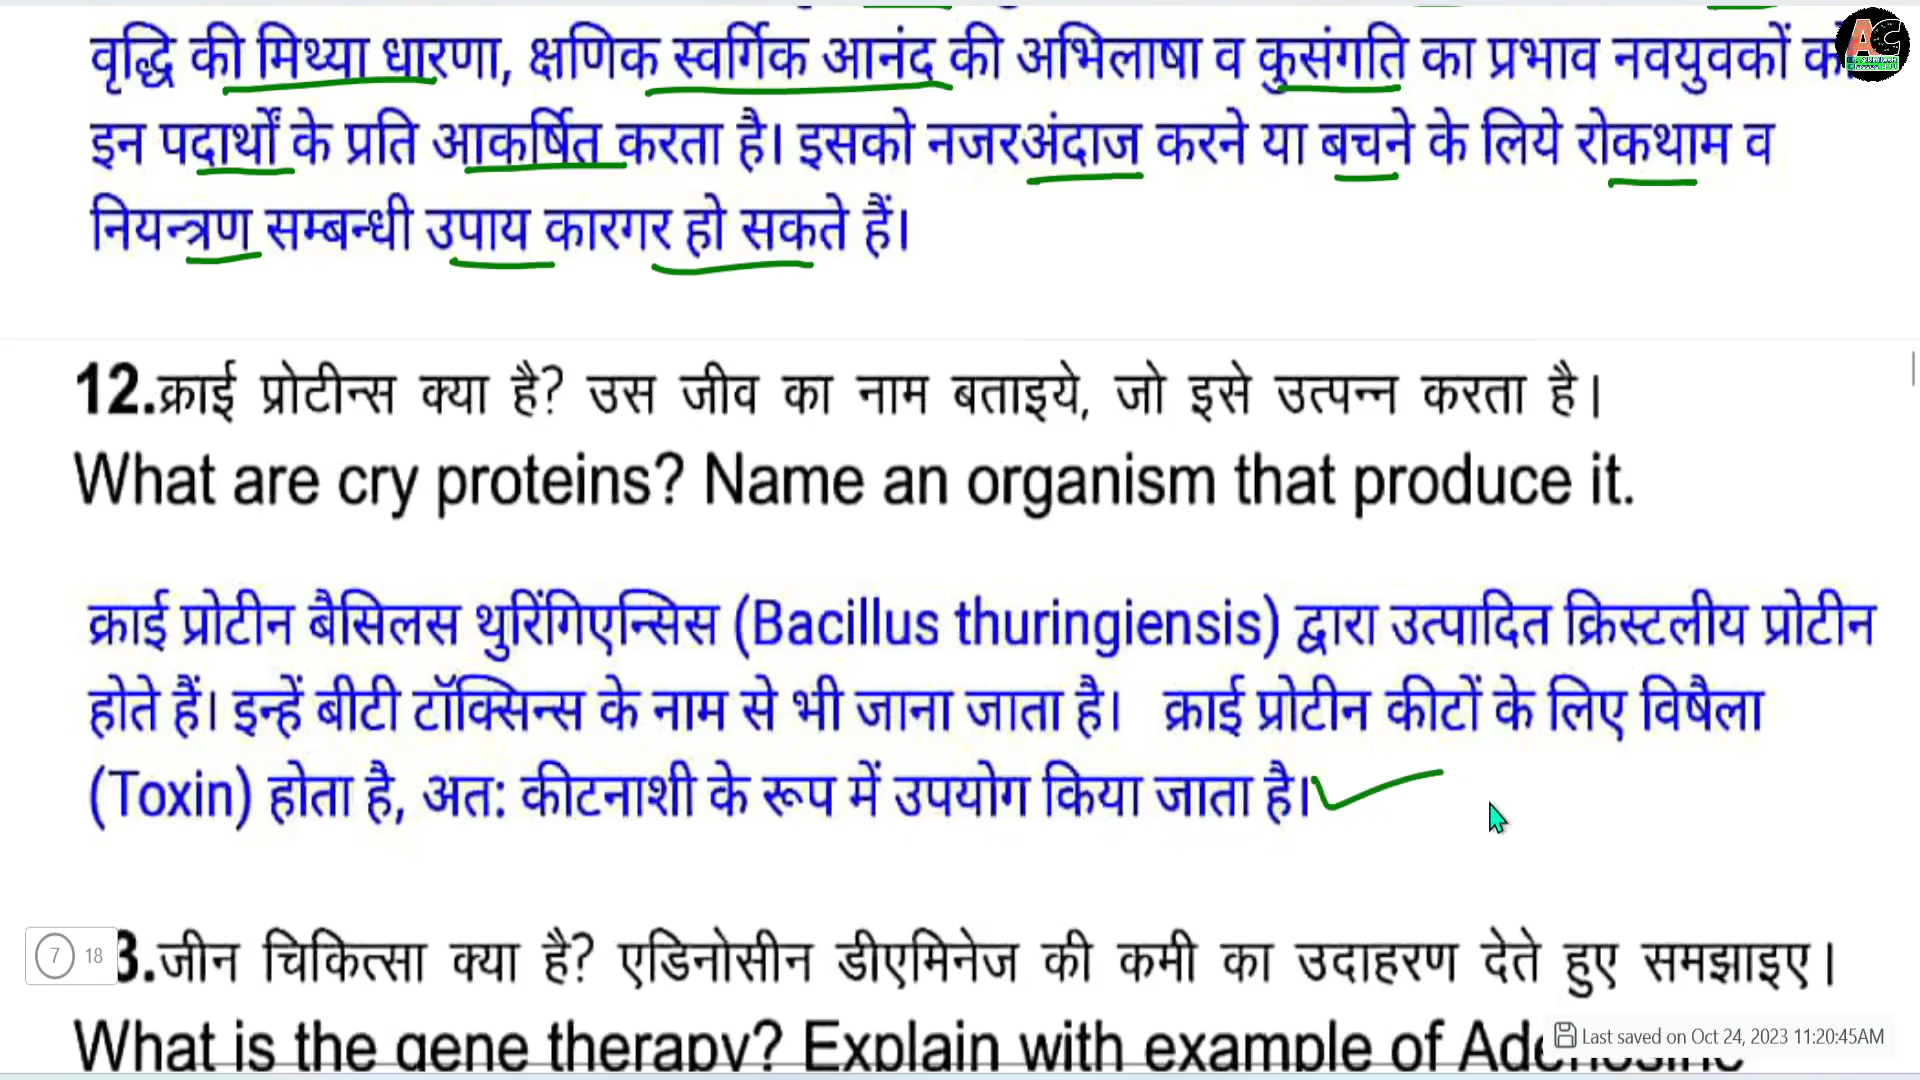 वृद्धि की मिथ्या धारणा, क्षणिक स्वर्गिक आनंद की अभिलाषा व कुसंगति का प्रभाव नवयुवकों को
इन पदार्थों के प्रति आकर्षित करता है। इसको नजरअंदाज करने या बचने के लिये रोकथाम व
नियन्त्रण सम्बन्धी उपाय कारगर हो सकते हैं।
AC
12.क्राई प्रोटीन्स क्या है? उस जीव का नाम बताइये, जो इसे उत्पन्न करता है।
What are cry proteins? Name an organism that produce it.
क्राई प्रोटीन बैसिलस थुरिंगिएन्सिस (Bacillus thuringiensis) द्वारा उत्पादित क्रिस्टलीय प्रोटीन
होते हैं। इन्हें बीटी टॉक्सिन्स के नाम से भी जाना जाता है। क्राई प्रोटीन कीटों के लिए विषैला
(Toxin) होता है, अत: कीटनाशी के रूप में उपयोग किया जाता है।
7 18
3.जीन चिकित्सा क्या है? एडिनोसीन डीएमिनेज की कमी का उदाहरण देते हुए समझाइए।
What is the gene therapy? Explain with example of Adenosine
Last saved on Oct 24, 2023 11:20:45AM